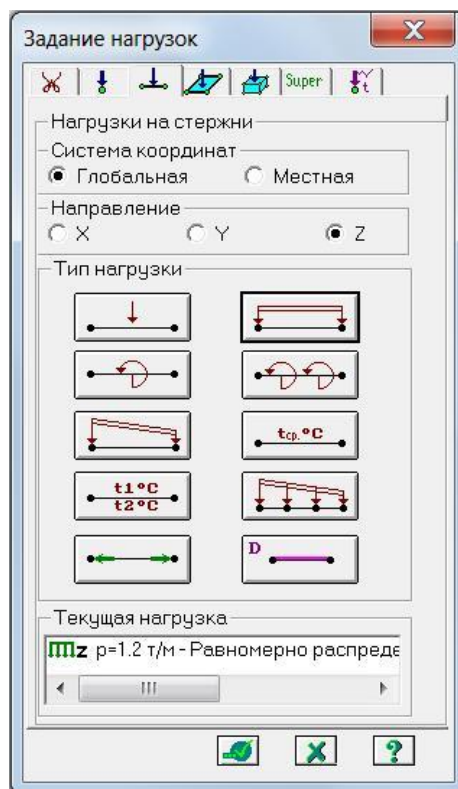 Задание нагрузок
Super t
Нагрузки на стержни
Система координат
Глобальная Местная
Направление
X Y Z
Тип нагрузки
tср.°C
t1°C
t2°C
D
Текущая нагрузка
z p=1.2 т/м - Равномерно распреде
?